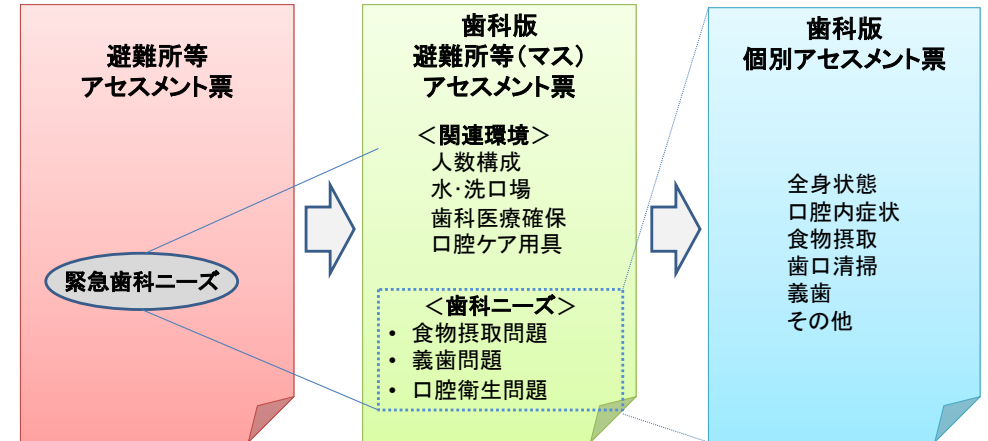 避難所等
アセスメント票
緊急歯科ニーズ
歯科版
避難所等（マス）
アセスメント票
＜関連環境＞
人数構成
水・洗口場
歯科医療確保
口腔ケア用具
＜歯科ニーズ＞
• 食物摂取問題
• 義歯問題
• 口腔衛生問題
歯科版
個別アセスメント票
全身状態
口腔内症状
食物摂取
歯口清掃
義歯
その他